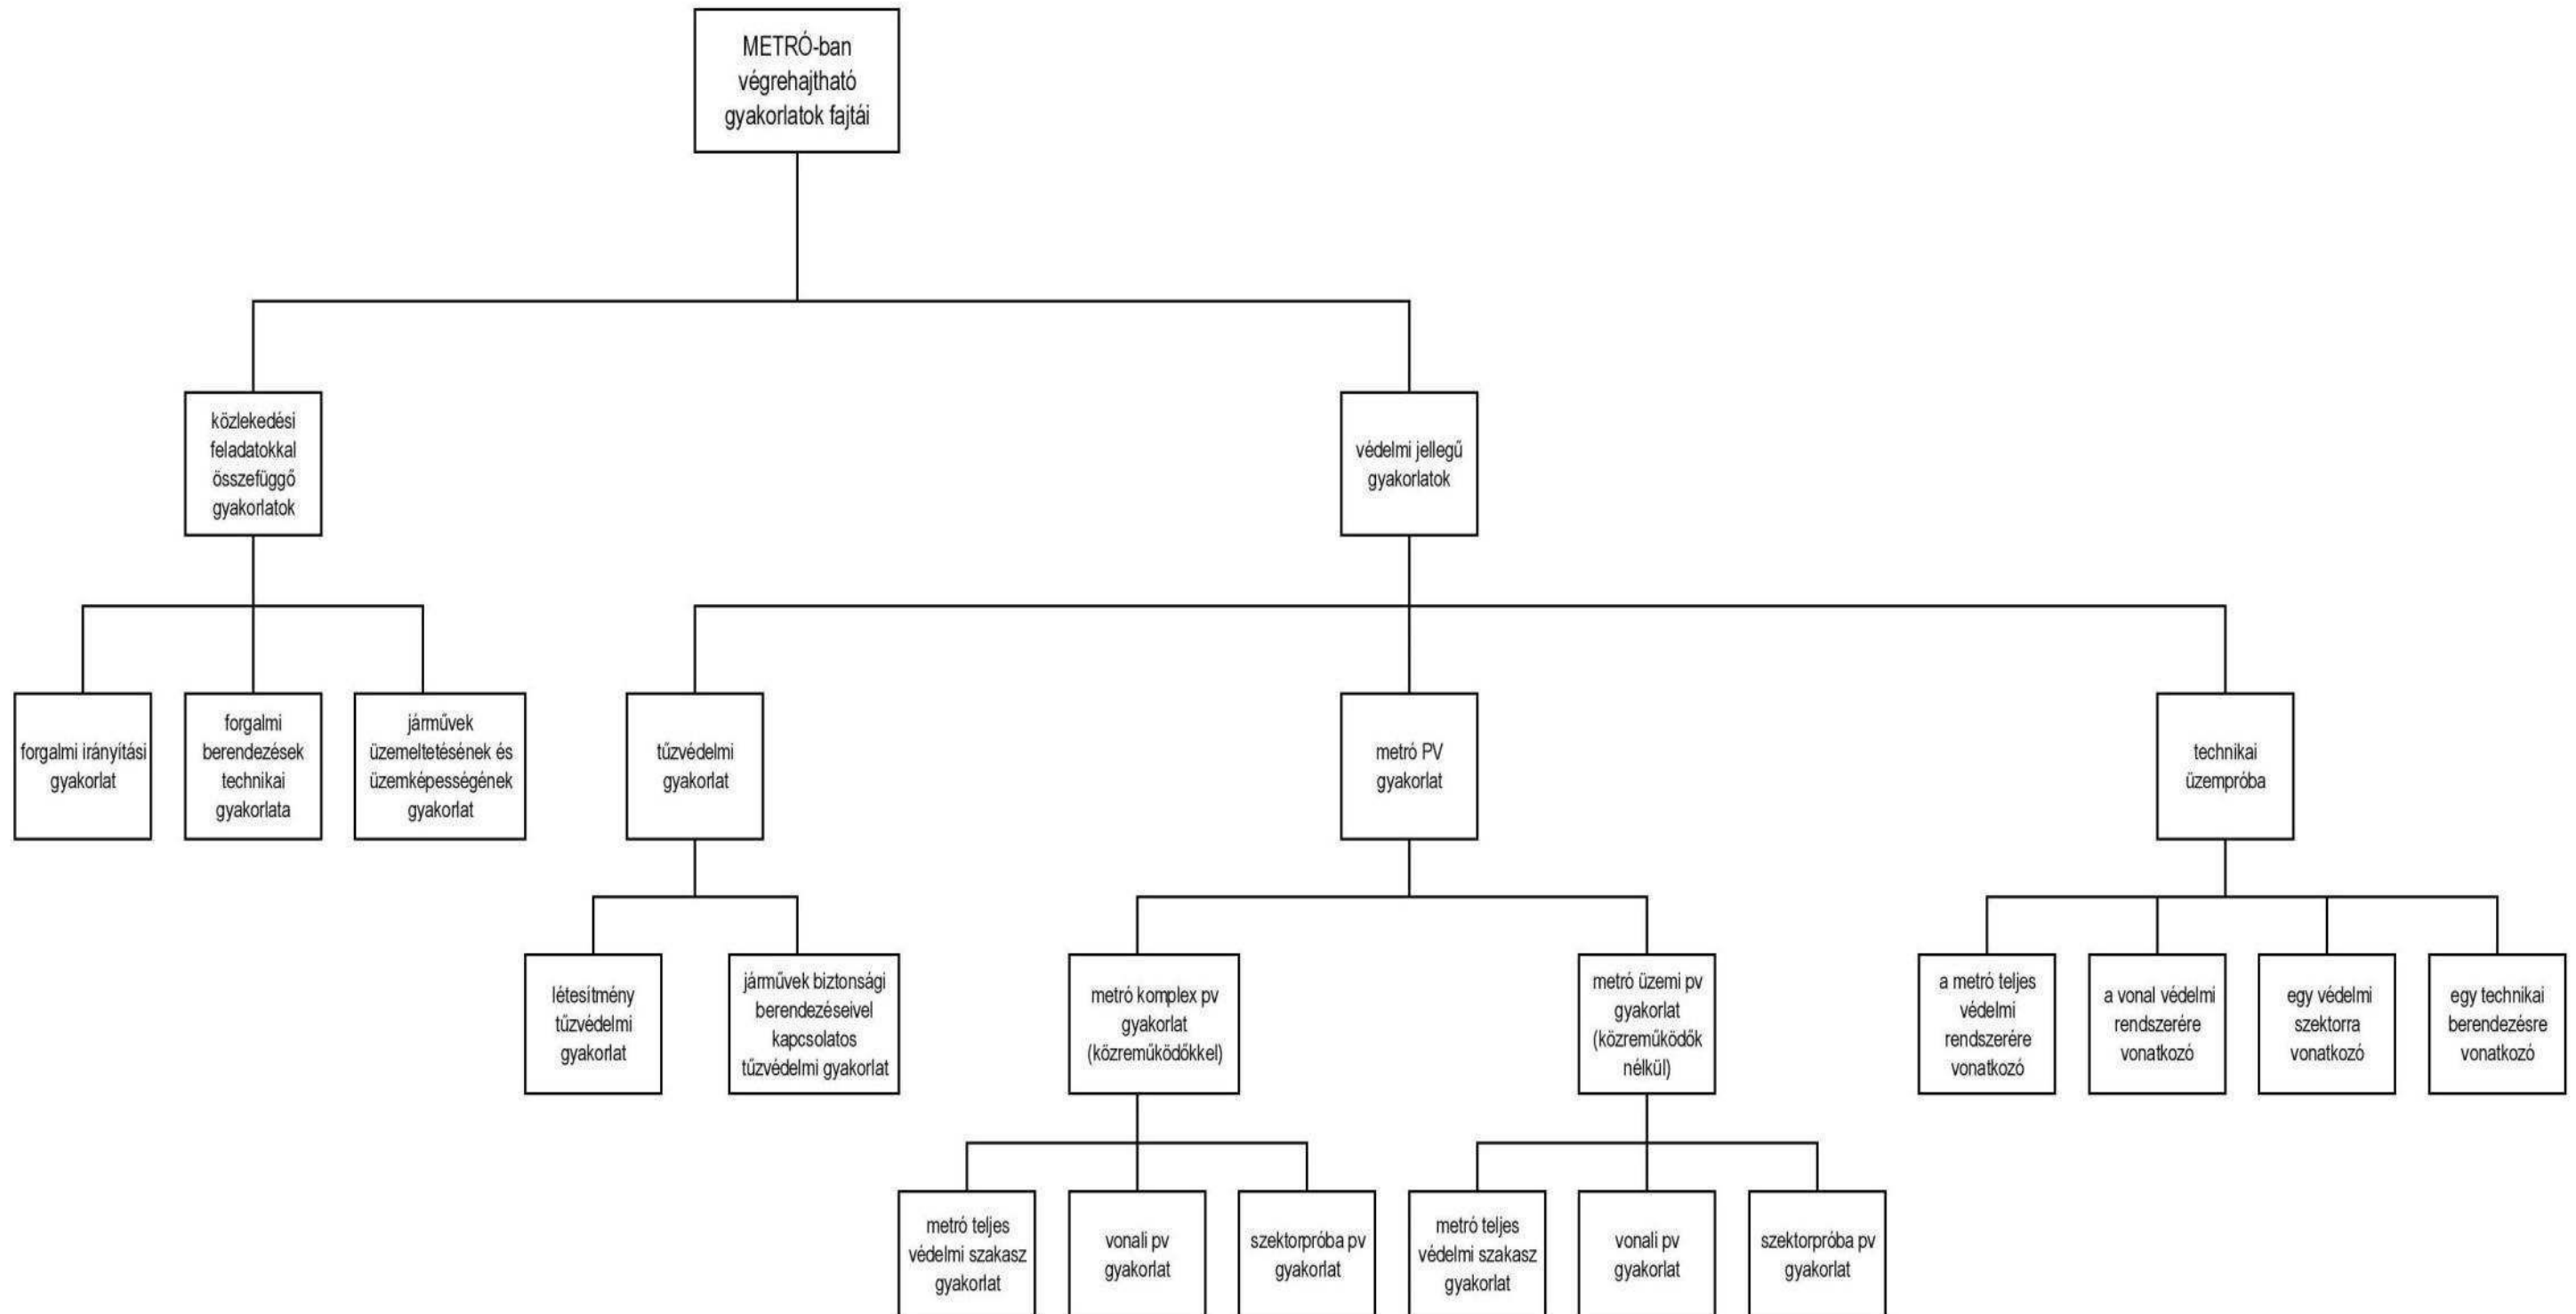 METRÓ-ban
végrehajtható
gyakorlatok fajtái
közlekedési
feladatokkal
összefüggő
gyakorlatok
védelmi jellegű
gyakorlatok
forgalmi irányítási
gyakorlat
forgalmi
berendezések
technikai
gyakorlata
járművek
üzemeltetésének és
üzemképességének
gyakorlat
tűzvédelmi
gyakorlat
metró PV
gyakorlat
technikai
üzempróba
létesítmény
tűzvédelmi
gyakorlat
járművek biztonsági
berendezéseivel
kapcsolatos
tűzvédelmi gyakorlat
metró komplex pv
gyakorlat
(közreműködőkkel)
metró üzemi pv
gyakorlat
(közreműködők
nélkül)
a metró teljes
védelmi
rendszerére
vonatkozó
a vonal védelmi
rendszerére
vonatkozó
egy védelmi
szektorra
vonatkozó
egy technikai
berendezésre
vonatkozó
metró teljes
védelmi szakasz
gyakorlat
vonali pv
gyakorlat
szektorpróba pv
gyakorlat
metró teljes
védelmi szakasz
gyakorlat
vonali pv
gyakorlat
szektorpróba pv
gyakorlat